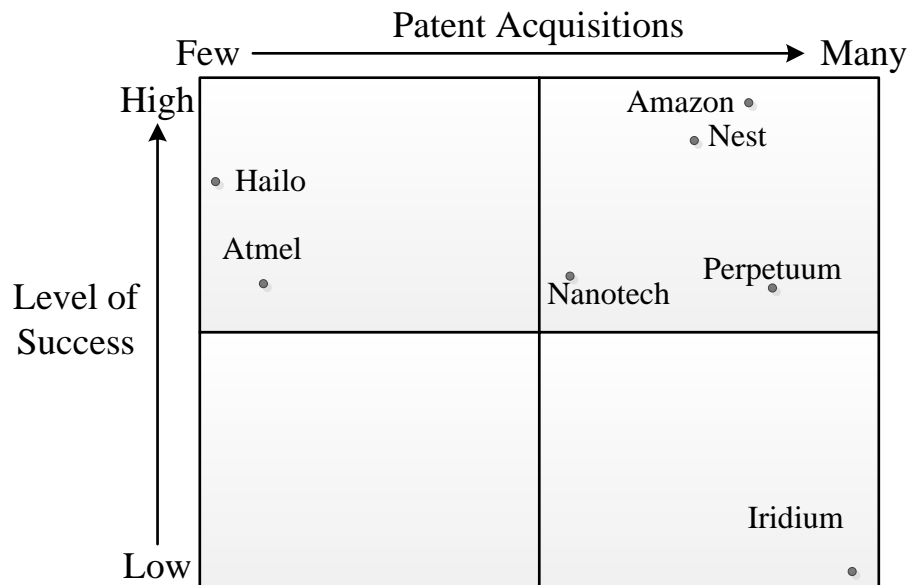 Patent Acquisitions
Few
Many
High
Amazon
Nest
Hailo
Atmel
Perpetuum
Nanotech
Level of
Success
Iridium
Low